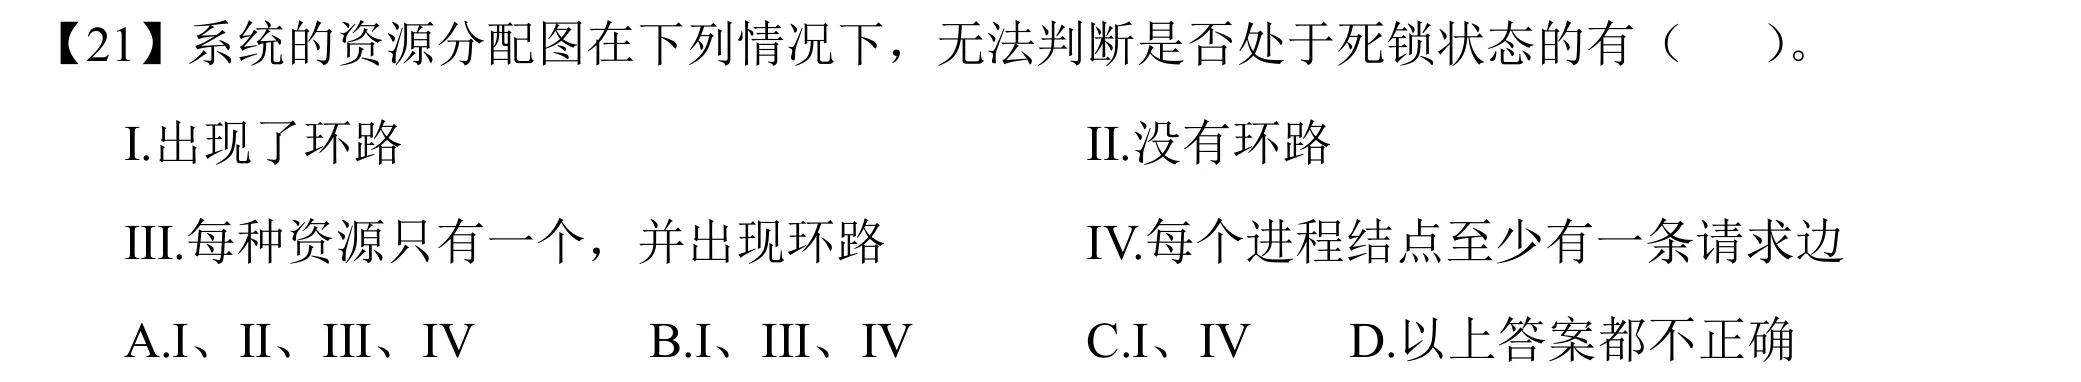 【21】系统的资源分配图在下列情况下，无法判断是否处于死锁状态的有（　　）。
I.出现了环路　　II.没有环路
III.每种资源只有一个，并出现环路　　IV.每个进程结点至少有一条请求边
A.I、II、III、IV　　B.I、III、IV　　C.I、IV　　D.以上答案都不正确